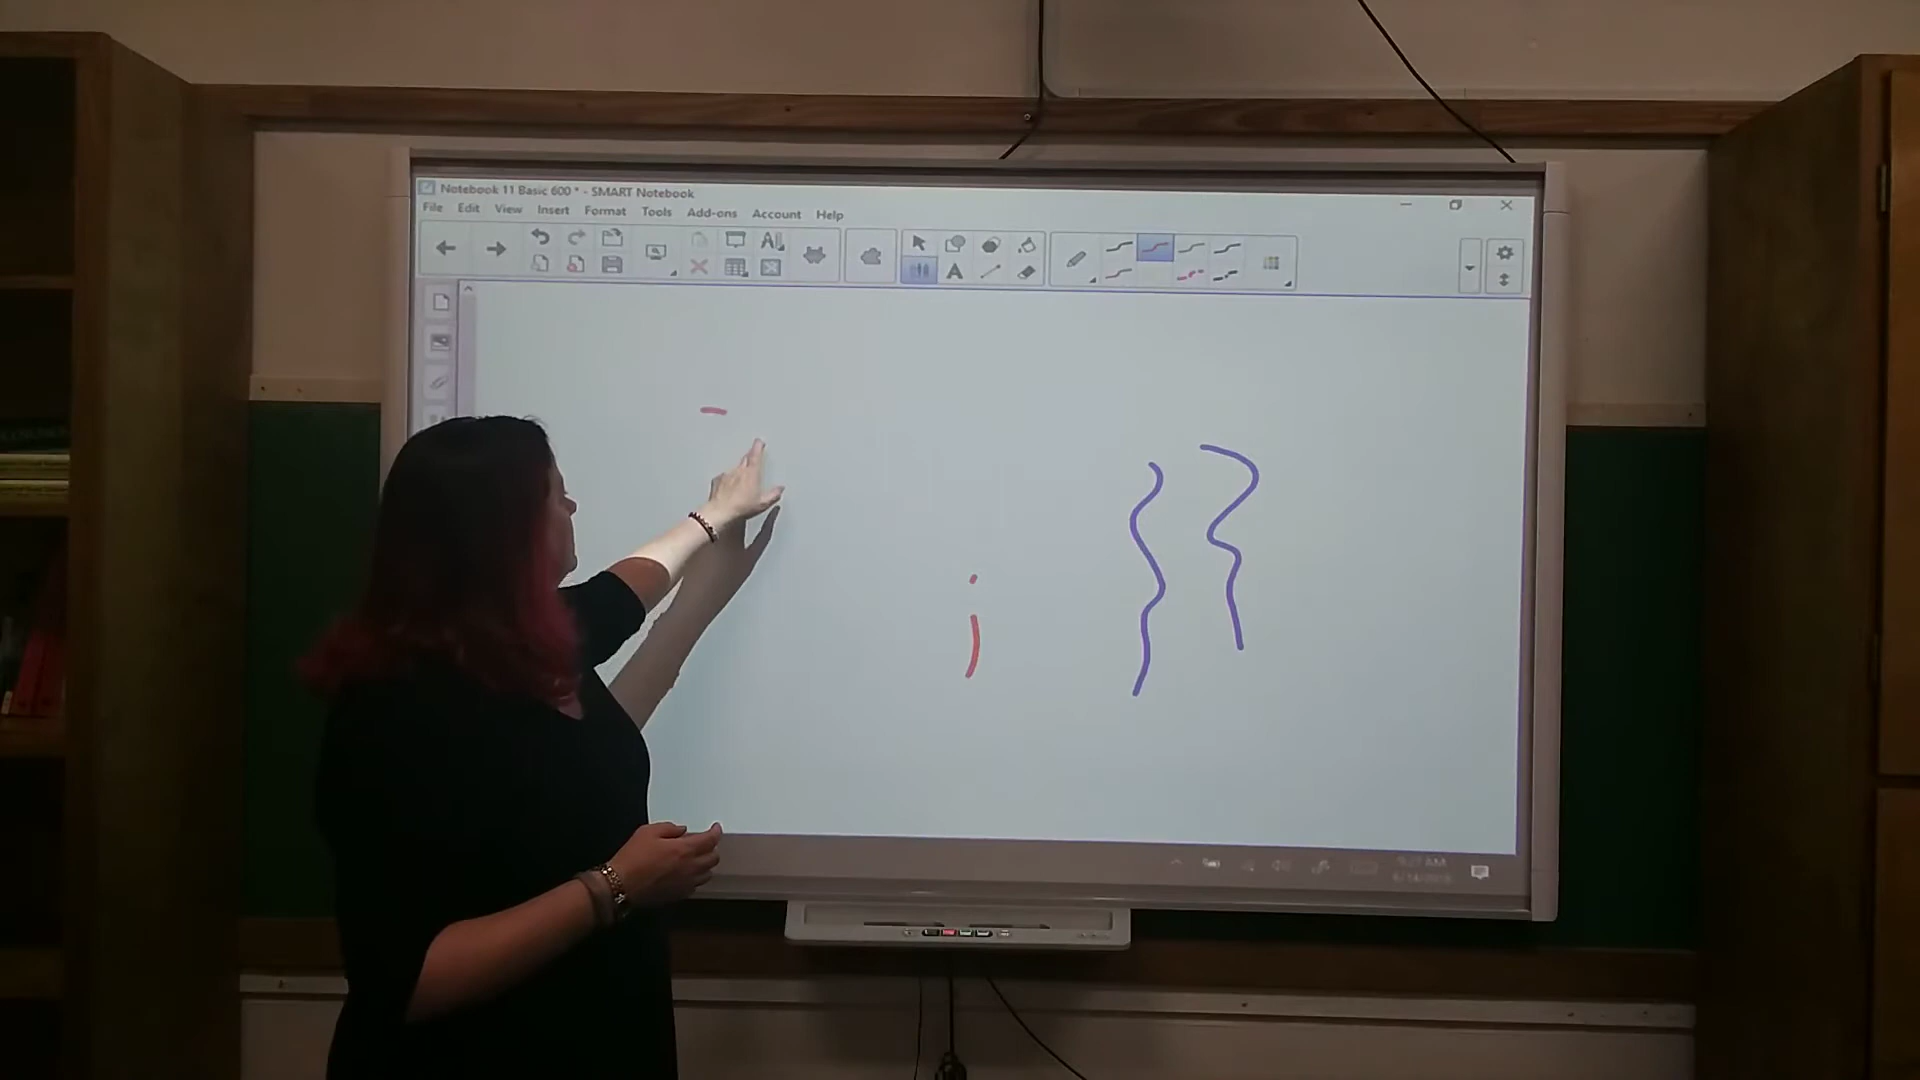 Notebook 11 Basic 600 * - SMART Notebook
File Edit View Insert Format Tools Add-ons Account Help